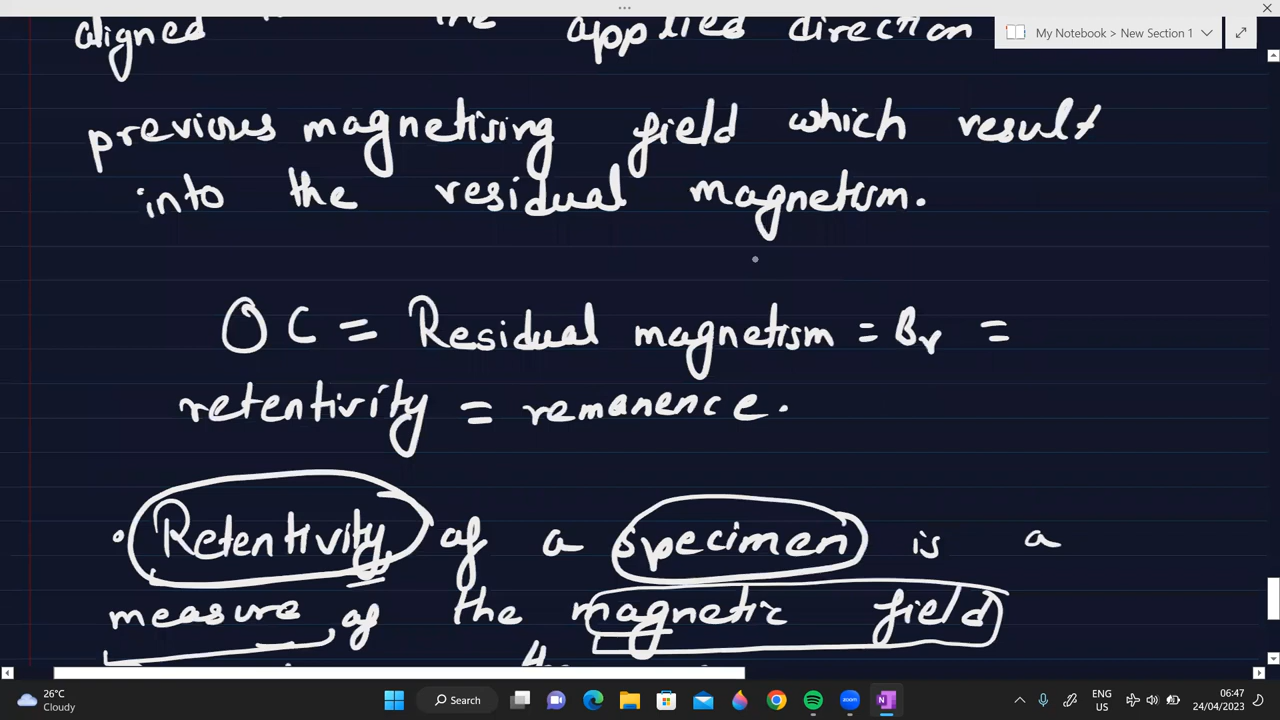 aligned the applied direction
My Notebook > New Section 1
previous magnetising field which result
into the residual magnetism.
OC = Residual magnetism = Br =
retentivity = remanence.
• Retentivity of a specimen is a
measure of the magnetic field
26°C
Cloudy
Search
zoom
ENG
US
06:47
24/04/2023